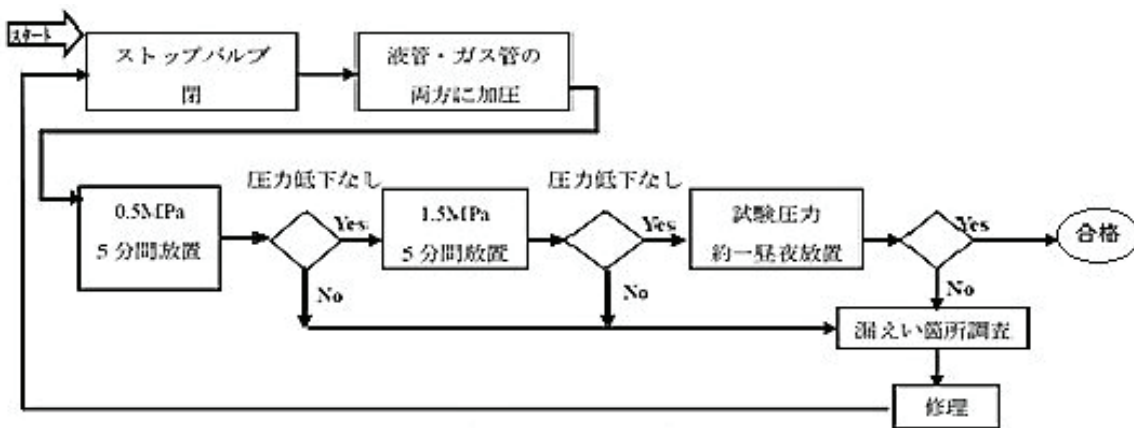 スタート
ストップバルブ
閉
液管・ガス管の
両方に加圧
圧力低下なし
圧力低下なし
0.5MPa
5分間放置
Yes
1.5MPa
5分間放置
Yes
試験圧力
約一昼夜放置
Yes
合格
No
No
No
漏えい箇所調査
修理